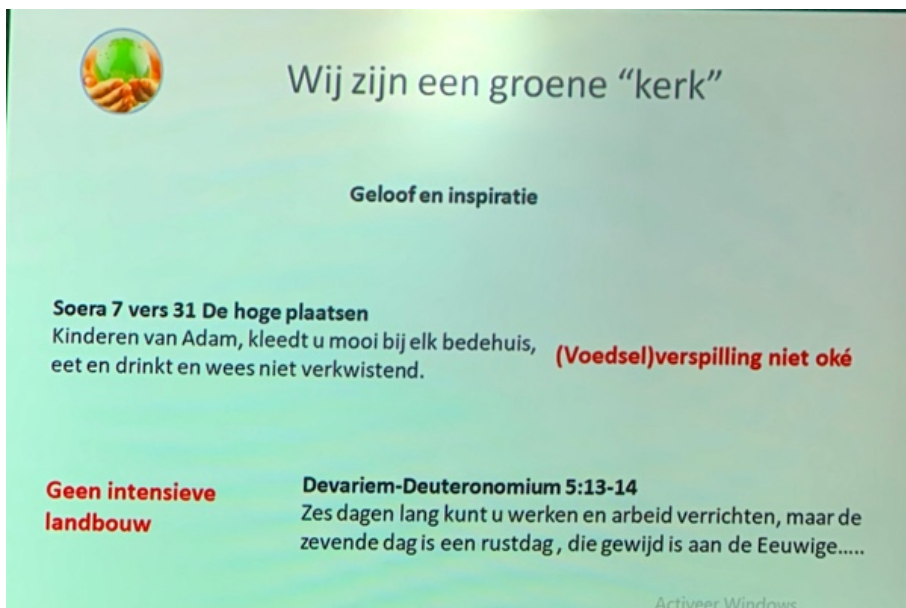 Wij zijn een groene “kerk”
Geloof en inspiratie
Soera 7 vers 31 De hoge plaatsen
Kinderen van Adam, kleedt u mooi bij elk bedehuis,
eet en drinkt en wees niet verkwistend.
(Voedsel)verspilling niet oké
Geen intensieve
landbouw
Devariem-Deuteronomium 5:13-14
Zes dagen lang kunt u werken en arbeid verrichten, maar de
zevende dag is een rustdag , die gewijd is aan de Eeuwige.....
Activeer Windows